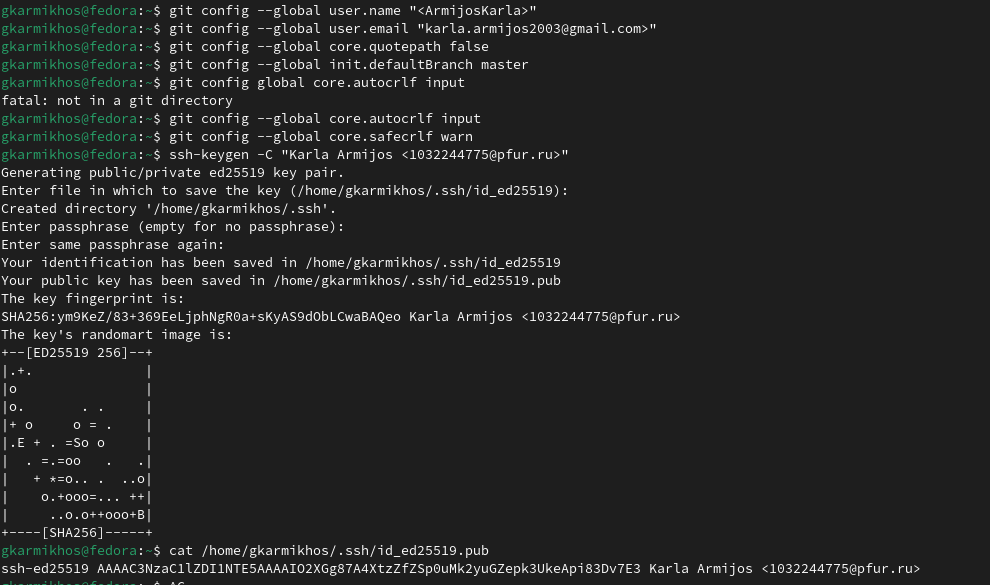 gkarmikhos@fedora:~$ git config --global user.name "<ArmijosKarla>"
gkarmikhos@fedora:~$ git config --global user.email "karla.armijos2003@gmail.com>"
gkarmikhos@fedora:~$ git config --global core.quotepath false
gkarmikhos@fedora:~$ git config --global init.defaultBranch master
gkarmikhos@fedora:~$ git config global core.autocrlf input
fatal: not in a git directory
gkarmikhos@fedora:~$ git config --global core.autocrlf input
gkarmikhos@fedora:~$ git config --global core.safecrlf warn
gkarmikhos@fedora:~$ ssh-keygen -C "Karla Armijos <1032244775@pfur.ru>"
Generating public/private ed25519 key pair.
Enter file in which to save the key (/home/gkarmikhos/.ssh/id_ed25519):
Created directory '/home/gkarmikhos/.ssh'.
Enter passphrase (empty for no passphrase):
Enter same passphrase again:
Your identification has been saved in /home/gkarmikhos/.ssh/id_ed25519
Your public key has been saved in /home/gkarmikhos/.ssh/id_ed25519.pub
The key fingerprint is:
SHA256:ym9KeZ/83+369EeLjphNgR0a+sKyAS9dObLCwaBAQeo Karla Armijos <1032244775@pfur.ru>
The key's randomart image is:
+--[ED25519 256]--+
|.+.              |
|o                |
|o.       . .     |
|+ o     o = .    |
|.E + . =So o     |
|  . =.=oo   .   .|
|   + *=o.. .  ..o|
|    o.+ooo=... ++|
|     ..o.o++ooo+B|
+----[SHA256]-----+
gkarmikhos@fedora:~$ cat /home/gkarmikhos/.ssh/id_ed25519.pub
ssh-ed25519 AAAAC3NzaC1lZDI1NTE5AAAAIO2XGg87A4XtzZfZSp0uMk2yuGZepk3UkeApi83Dv7E3 Karla Armijos <1032244775@pfur.ru>
gkarmikhos@fedora:~$ ^C